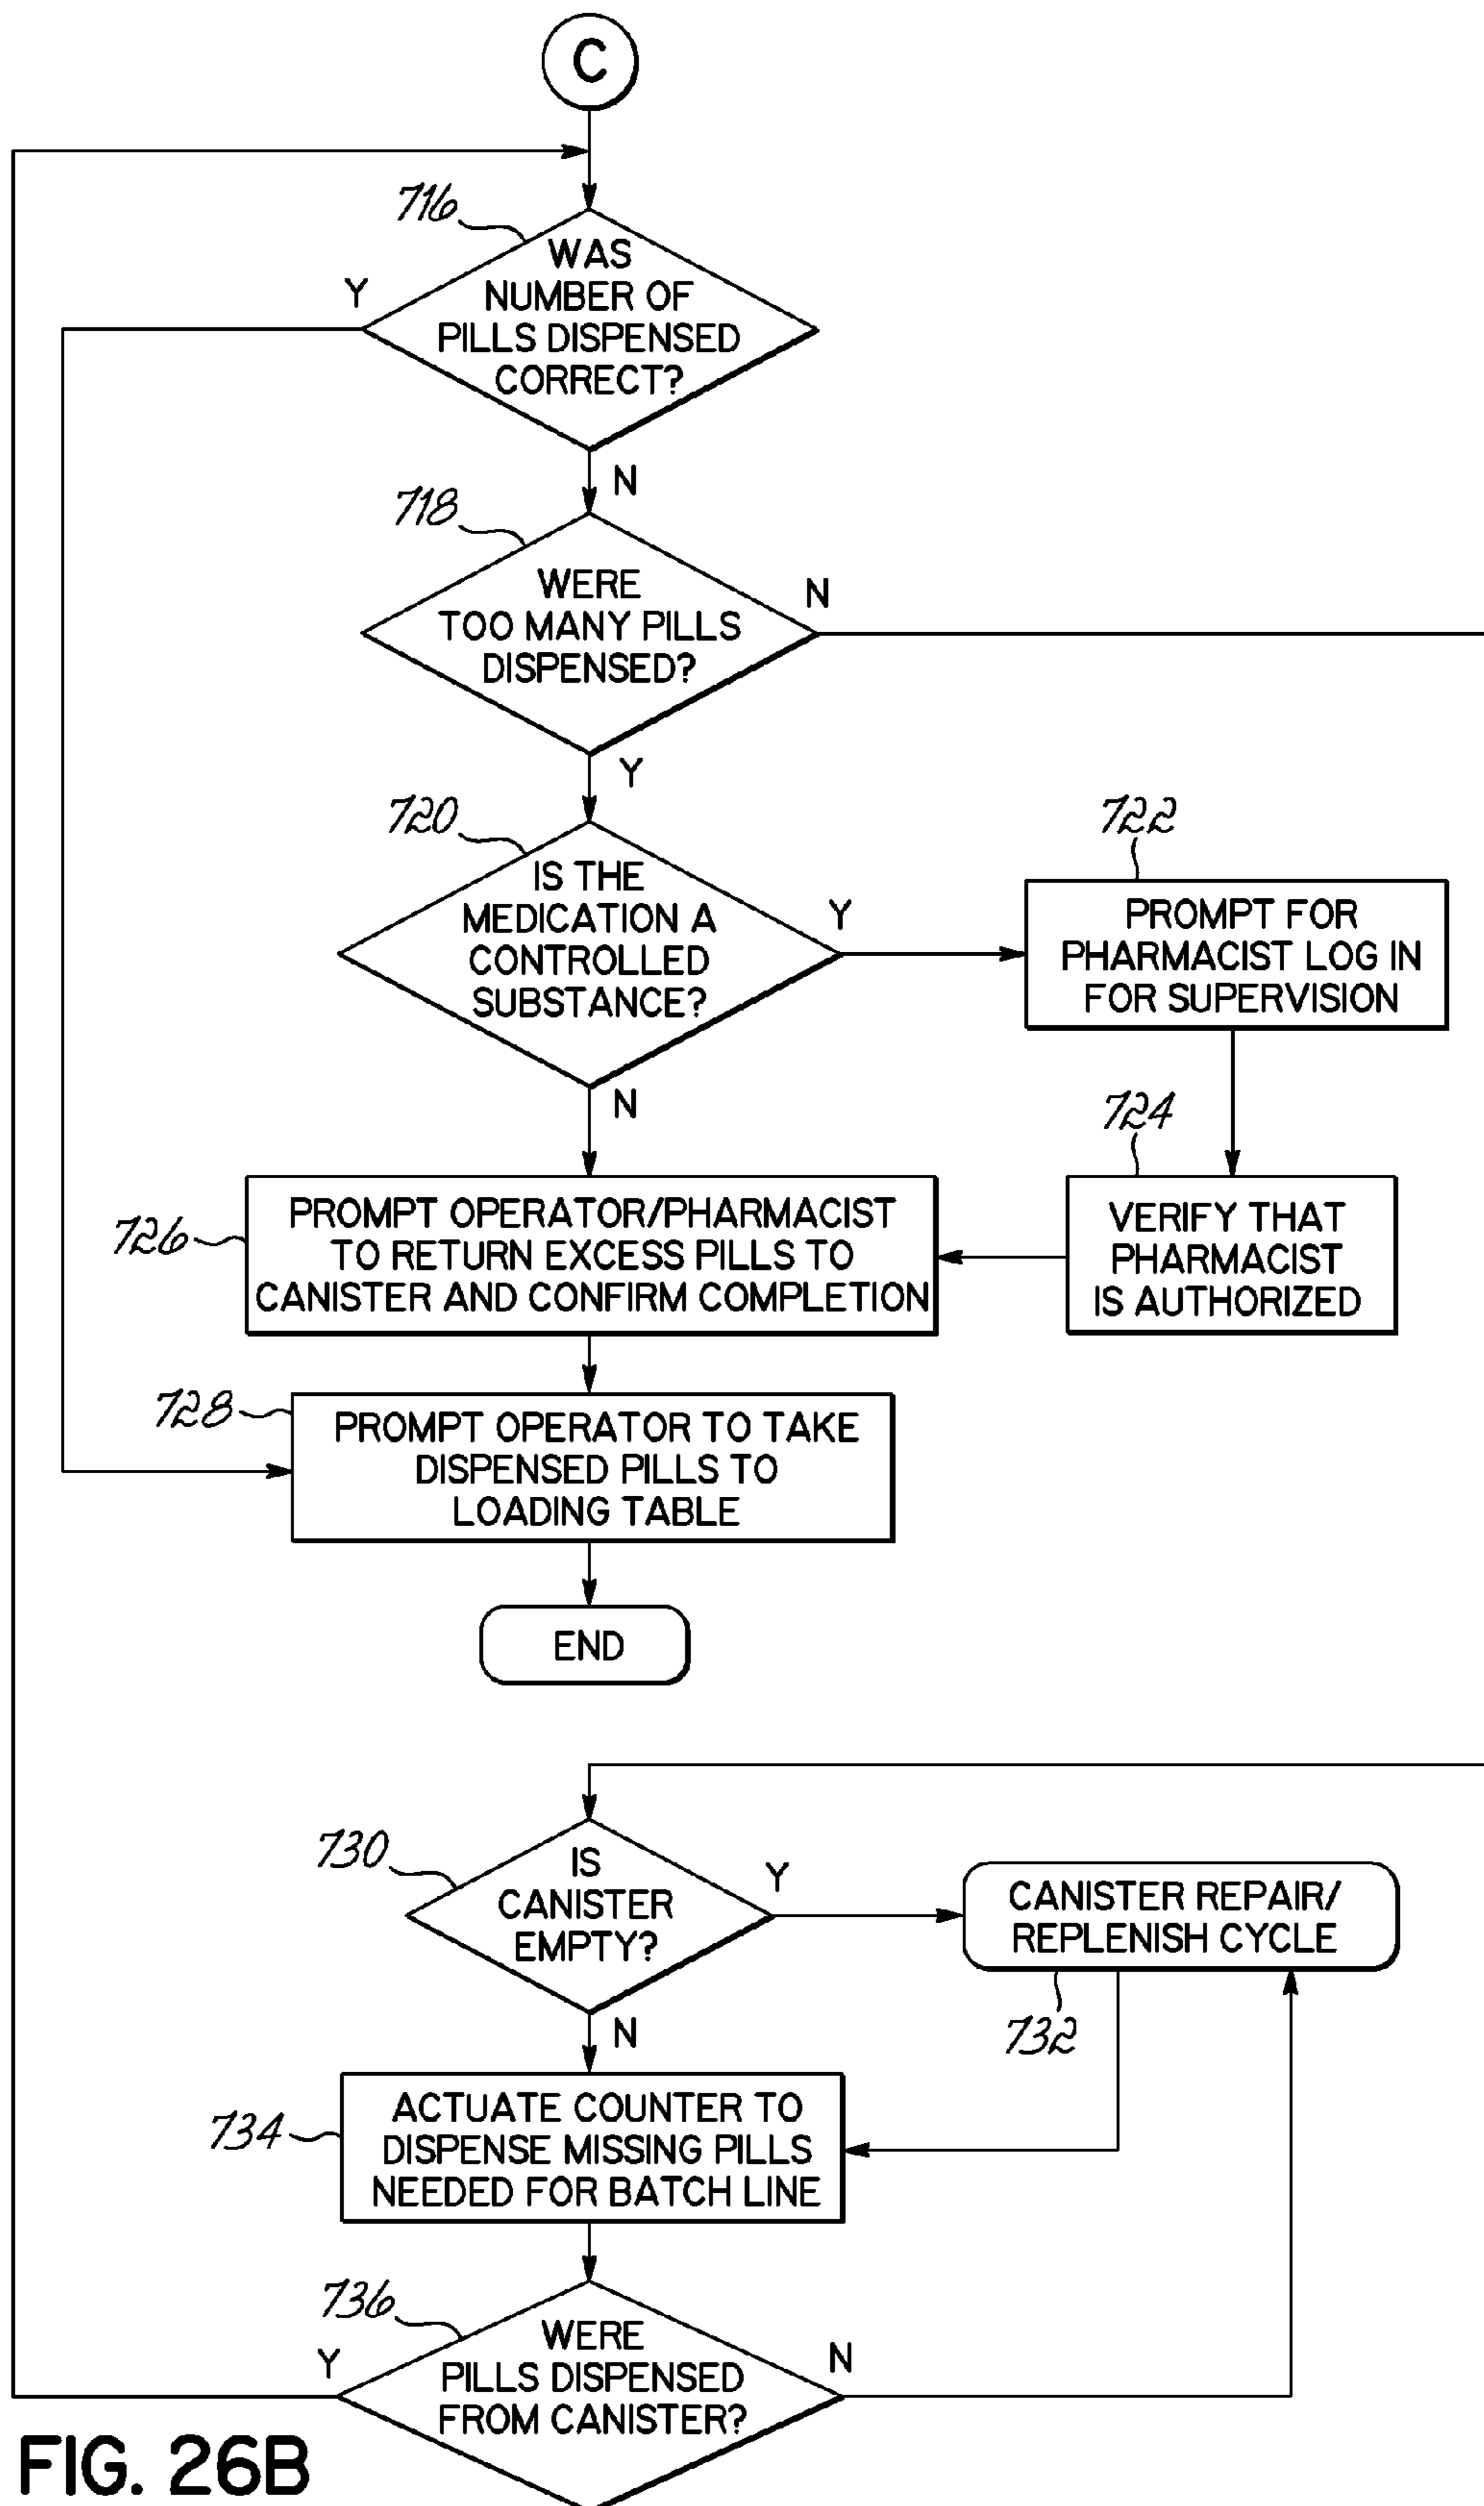 C
716
WAS
NUMBER OF
PILLS DISPENSED
CORRECT?
Y
N
718
WERE
TOO MANY PILLS
DISPENSED?
N
Y
720
IS THE
MEDICATION A
CONTROLLED
SUBSTANCE?
Y
N
722
PROMPT FOR
PHARMACIST LOG IN
FOR SUPERVISION
724
VERIFY THAT
PHARMACIST
IS AUTHORIZED
726
PROMPT OPERATOR/PHARMACIST
TO RETURN EXCESS PILLS TO
CANISTER AND CONFIRM COMPLETION
728
PROMPT OPERATOR TO TAKE
DISPENSED PILLS TO
LOADING TABLE
END
730
IS
CANISTER
EMPTY?
Y
N
CANISTER REPAIR/
REPLENISH CYCLE
732
734
ACTUATE COUNTER TO
DISPENSE MISSING PILLS
NEEDED FOR BATCH LINE
736
WERE
PILLS DISPENSED
FROM CANISTER?
Y
N
FIG. 26B